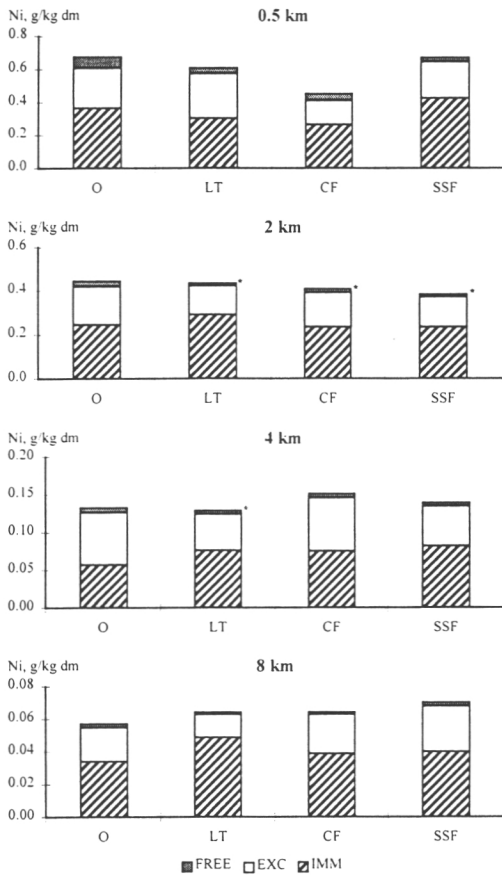 Ni, g/kg dm 0.5 km
0.8
0.6
0.4
0.2
0.0
O LT CF SSF
Ni, g/kg dm 2 km
0.6
0.4
0.2
0.0
* * *
O LT CF SSF
Ni, g/kg dm 4 km
0.20
0.15
0.10
0.05
0.00
*
O LT CF SSF
Ni, g/kg dm 8 km
0.08
0.06
0.04
0.02
0.00
O LT CF SSF
FREE EXC IMM